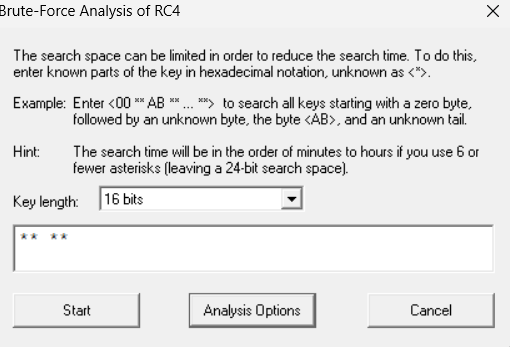 Brute-Force Analysis of RC4
The search space can be limited in order to reduce the search time. To do this,
enter known parts of the key in hexadecimal notation, unknown as <*>.
Example: Enter <00 ** AB ** ... **> to search all keys starting with a zero byte,
followed by an unknown byte, the byte <AB>, and an unknown tail.
Hint: The search time will be in the order of minutes to hours if you use 6 or
fewer asterisks (leaving a 24-bit search space).
Key length: 16 bits
** **
Start Analysis Options Cancel